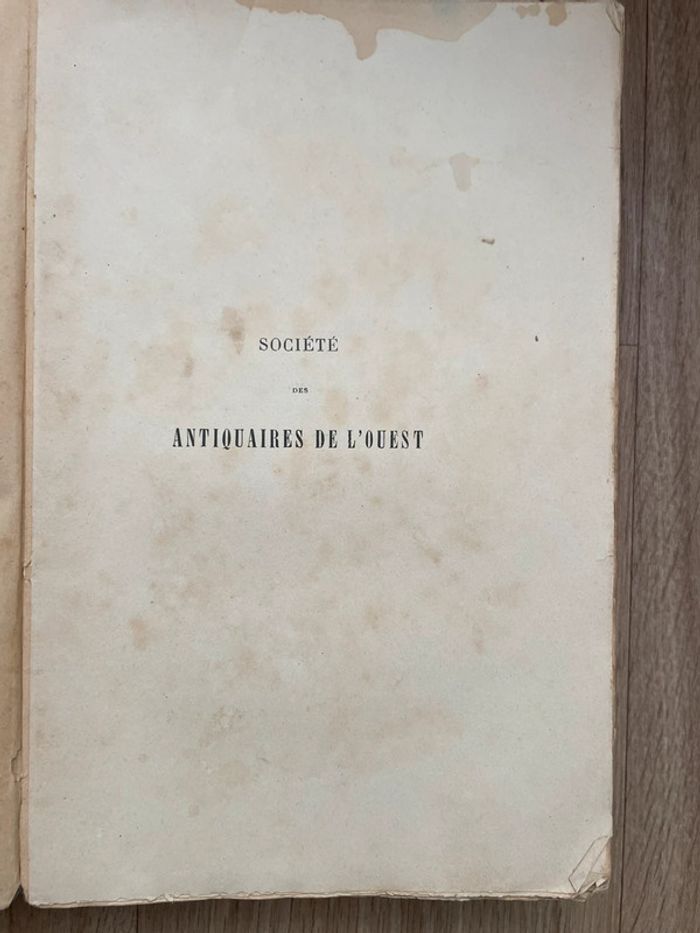 SOCIÉTÉ
DES
ANTIQUAIRES DE L'OUEST